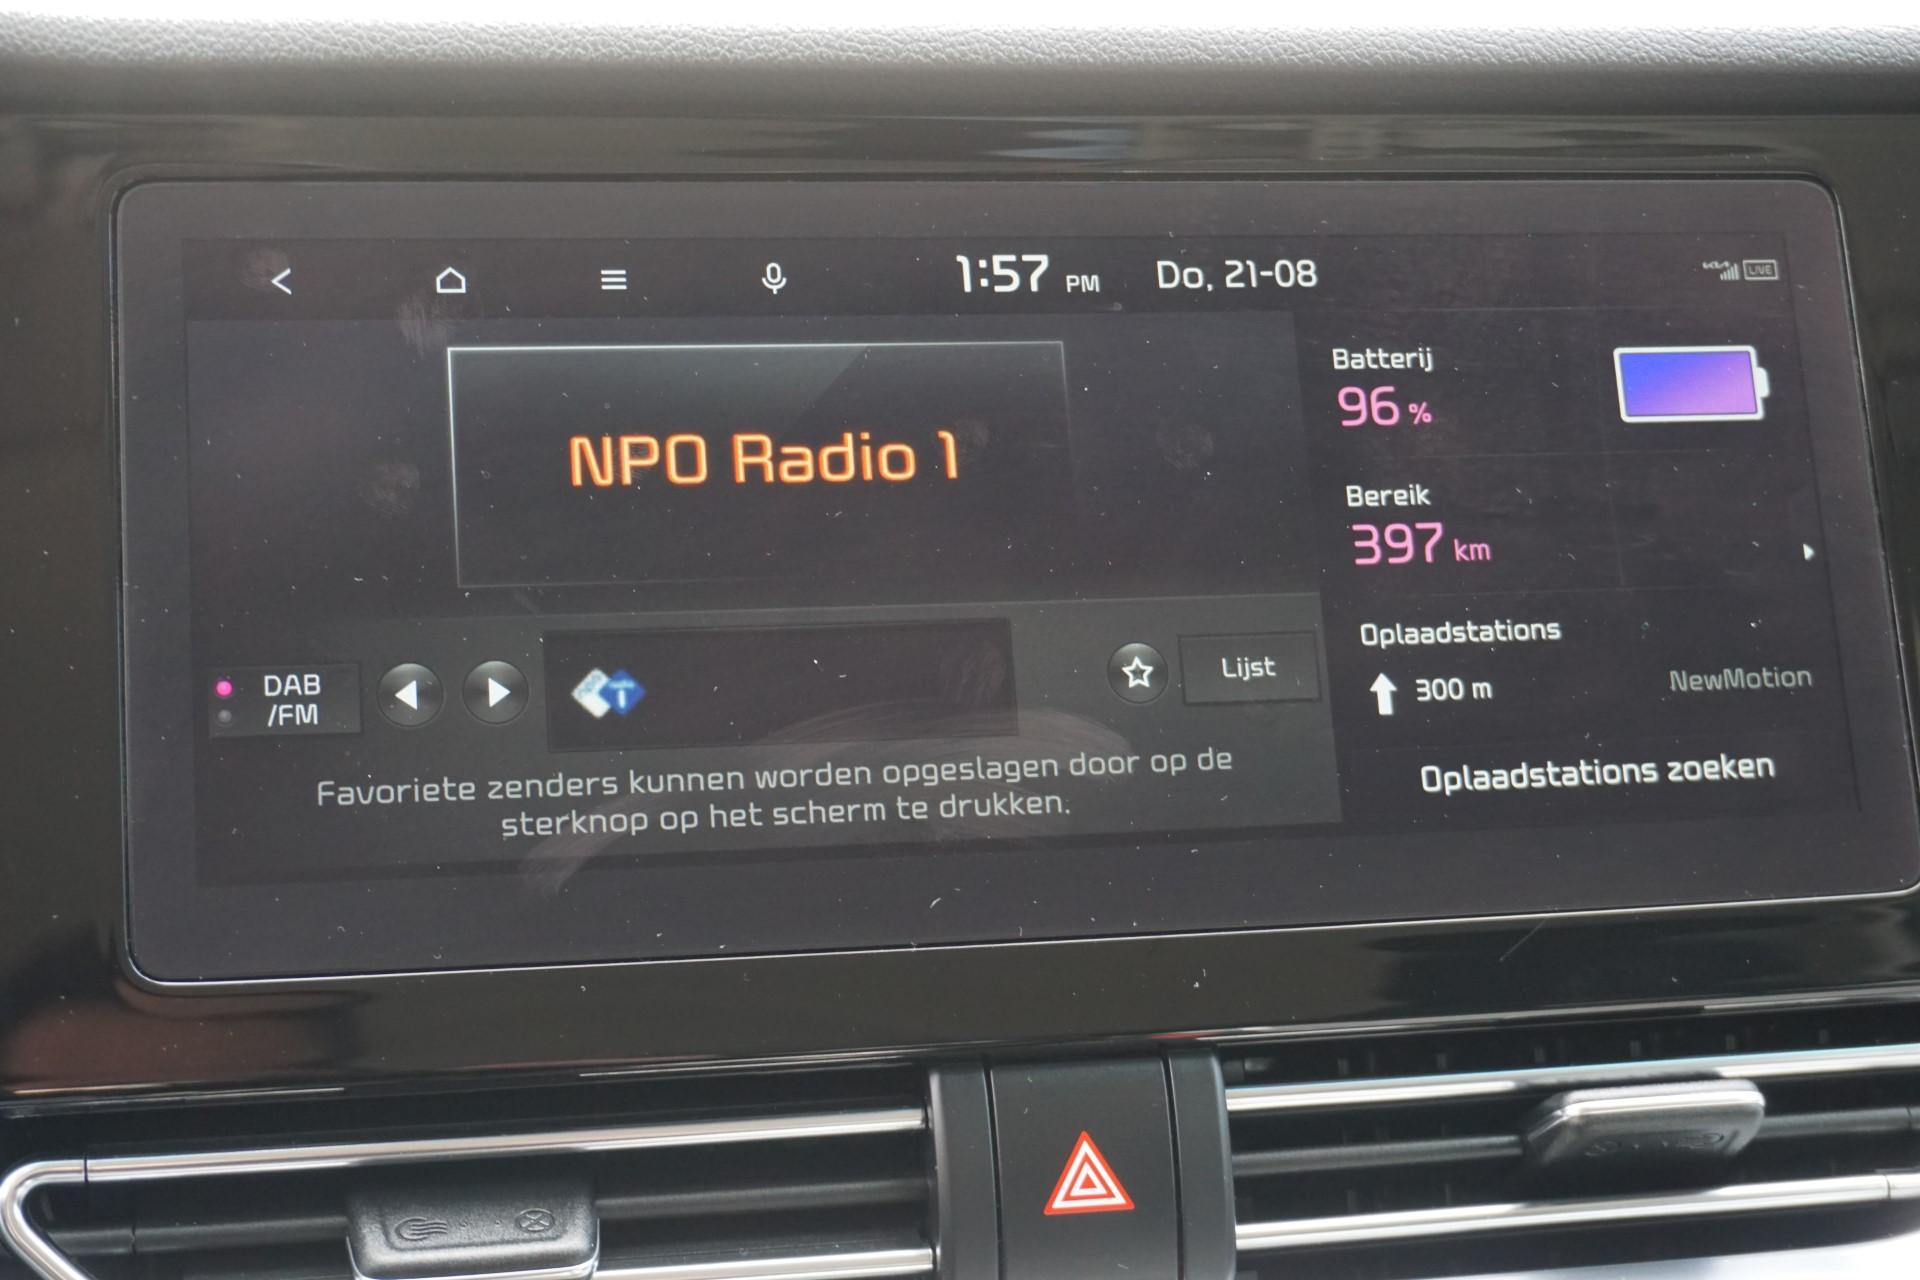 1:57 PM Do, 21-08
LIVE
NPO Radio 1
Batterij
96 %
Bereik
397 km
DAB
/FM
1
Lijst
Favoriete zenders kunnen worden opgeslagen door op de
sterknop op het scherm te drukken.
Oplaadstations
300 m NewMotion
Oplaadstations zoeken